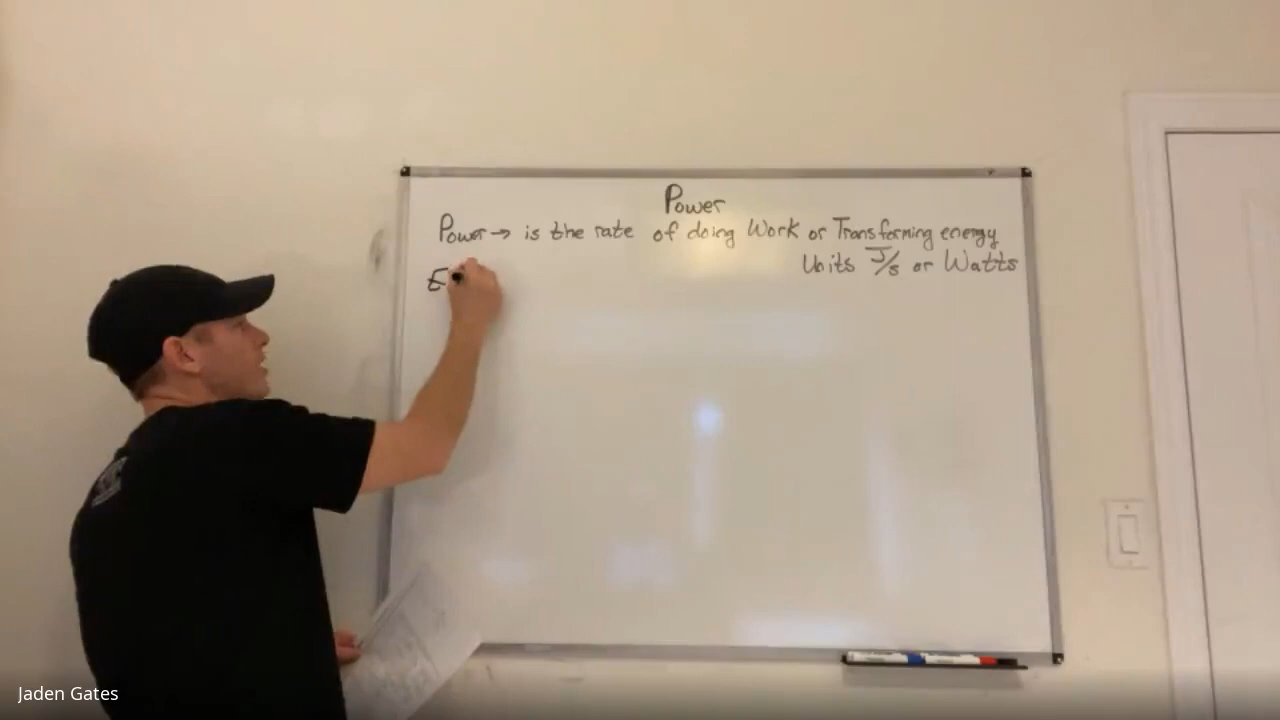 Power
Power → is the rate of doing Work or Transforming energy
Units J/s or Watts
E
Jaden Gates